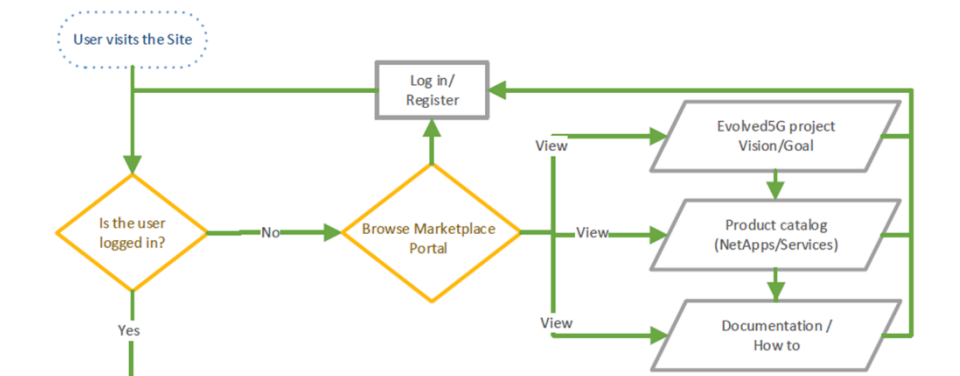 User visits the Site
Log in/
Register
Evolved5G project
Vision/Goal
View
Is the user
logged in?
No
Browse Marketplace
Portal
View
Product catalog
(NetApps/Services)
View
Documentation /
How to
Yes